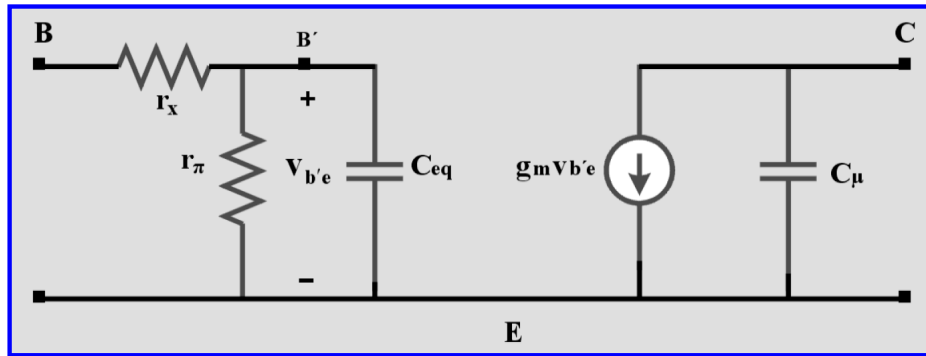 B B´ C
rx
+
rπ Vb′e Ceq gmVb′e Cμ
−
E